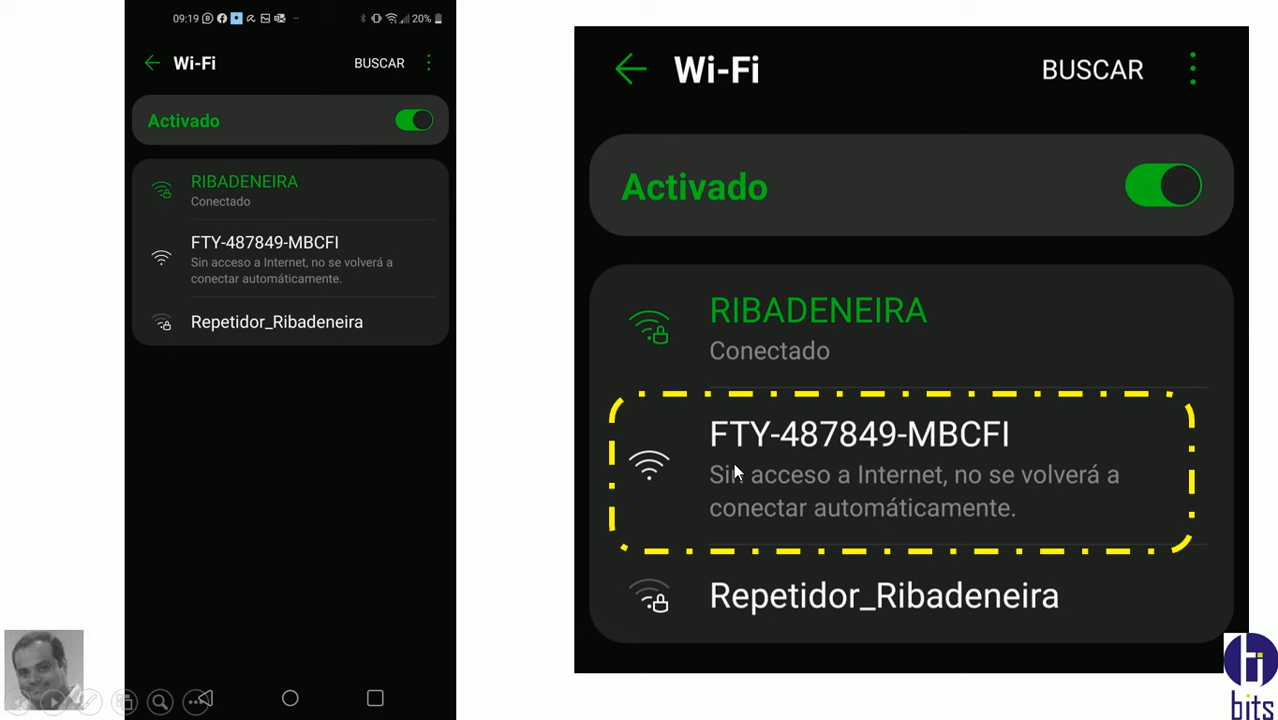 09:19
20%
Wi-Fi
BUSCAR
Activado
RIBADENEIRA
Conectado
FTY-487849-MBCFI
Sin acceso a Internet, no se volverá a
conectar automáticamente.
Repetidor_Ribadeneira
Wi-Fi
BUSCAR
Activado
RIBADENEIRA
Conectado
FTY-487849-MBCFI
Sin acceso a Internet, no se volverá a
conectar automáticamente.
Repetidor_Ribadeneira
bits